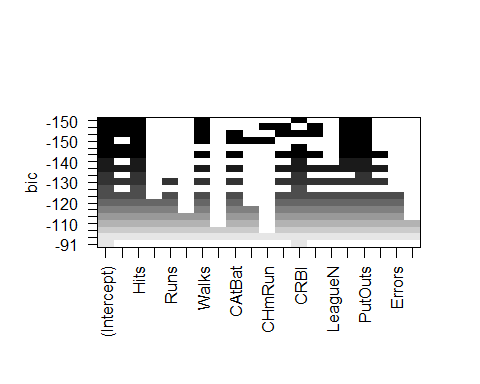 bic
-150
-150
-140
-130
-120
-110
-91
(Intercept)
Hits
Runs
Walks
CAtBat
CHmRun
CRBI
LeagueN
PutOuts
Errors